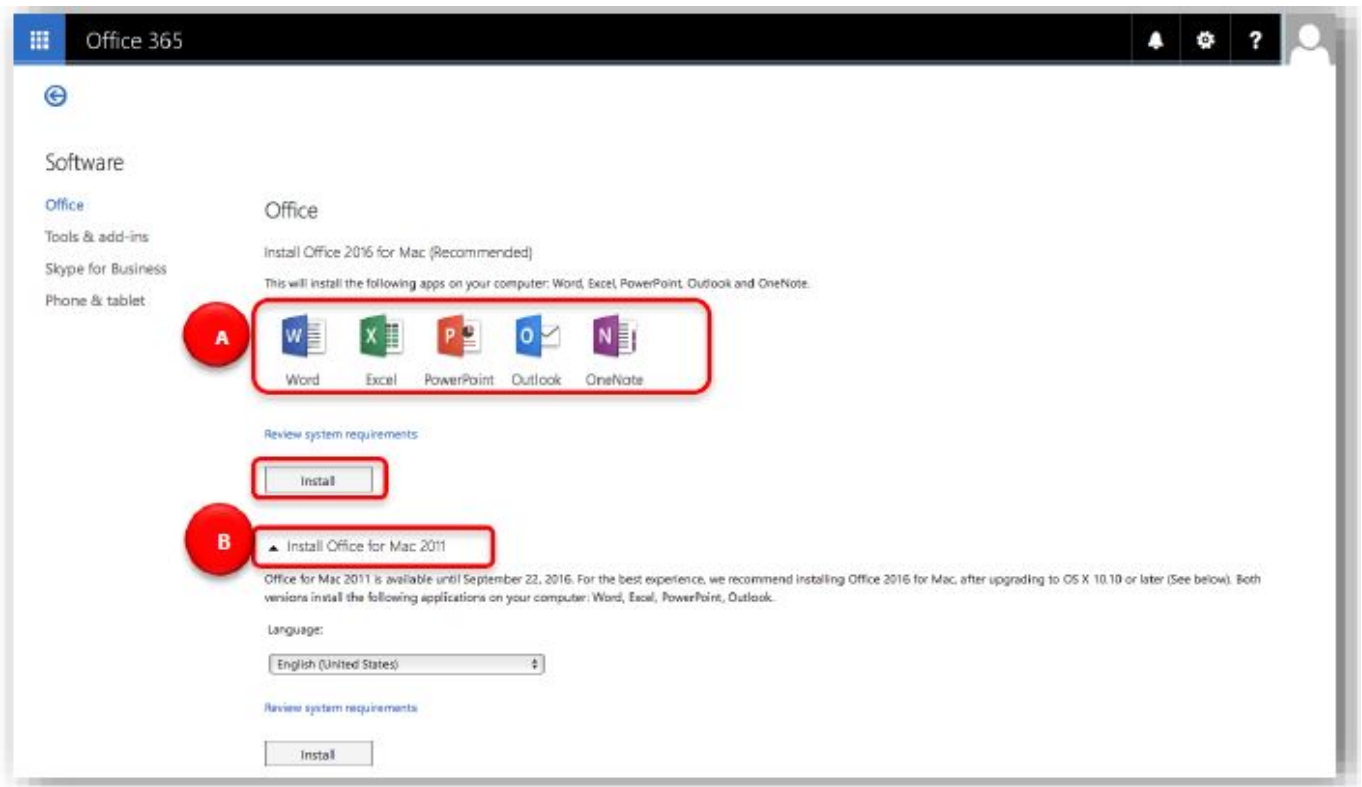 Office 365
?
Software
Office
Tools & add-ins
Skype for Business
Phone & tablet
Office
Install Office 2016 for Mac (Recommended)
This will install the following apps on your computer: Word, Excel, PowerPoint, Outlook and OneNote.
A
W X P O N
Word Excel PowerPoint Outlook OneNote
Review system requirements
Install
B
Install Office for Mac 2011
Office for Mac 2011 is available until September 22, 2016. For the best experience, we recommend installing Office 2016 for Mac, after upgrading to OS X 10.10 or later (See below). Both
versions install the following applications on your computer: Word, Excel, PowerPoint, Outlook.
Language:
English (United States)
Review system requirements
Install